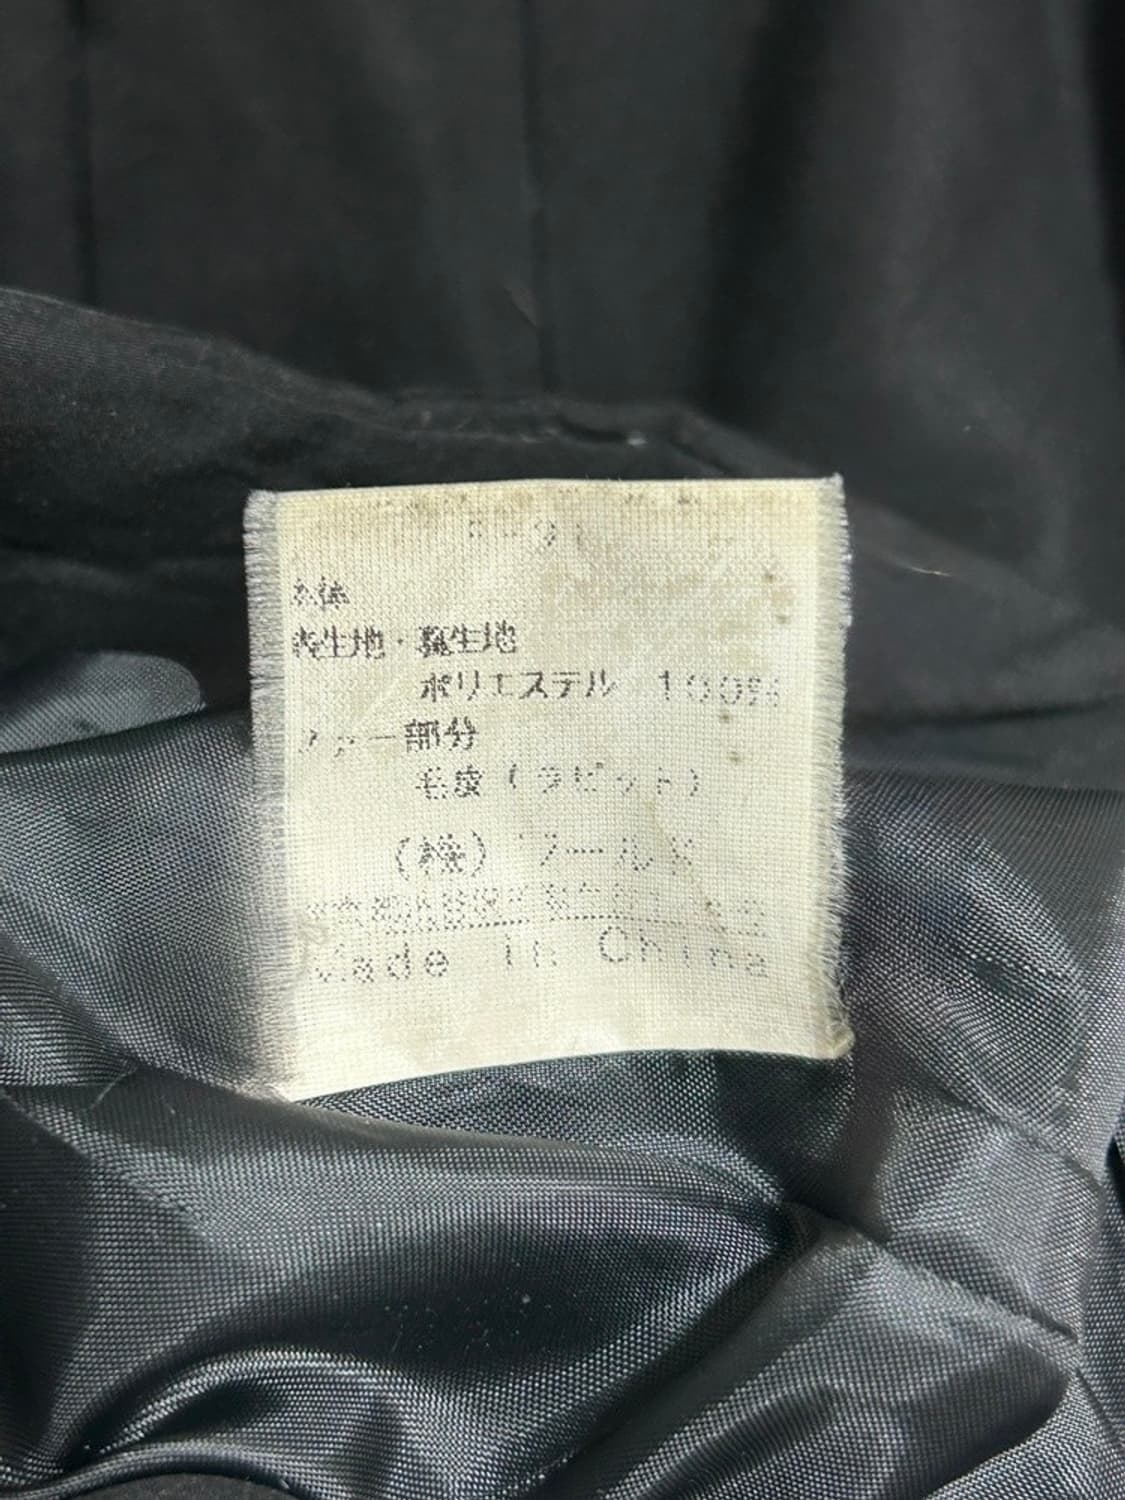 本体
表生地・裏生地
ポリエステル 100%
ファー部分
毛皮(ラビット)
(株)ワールド
Made in China